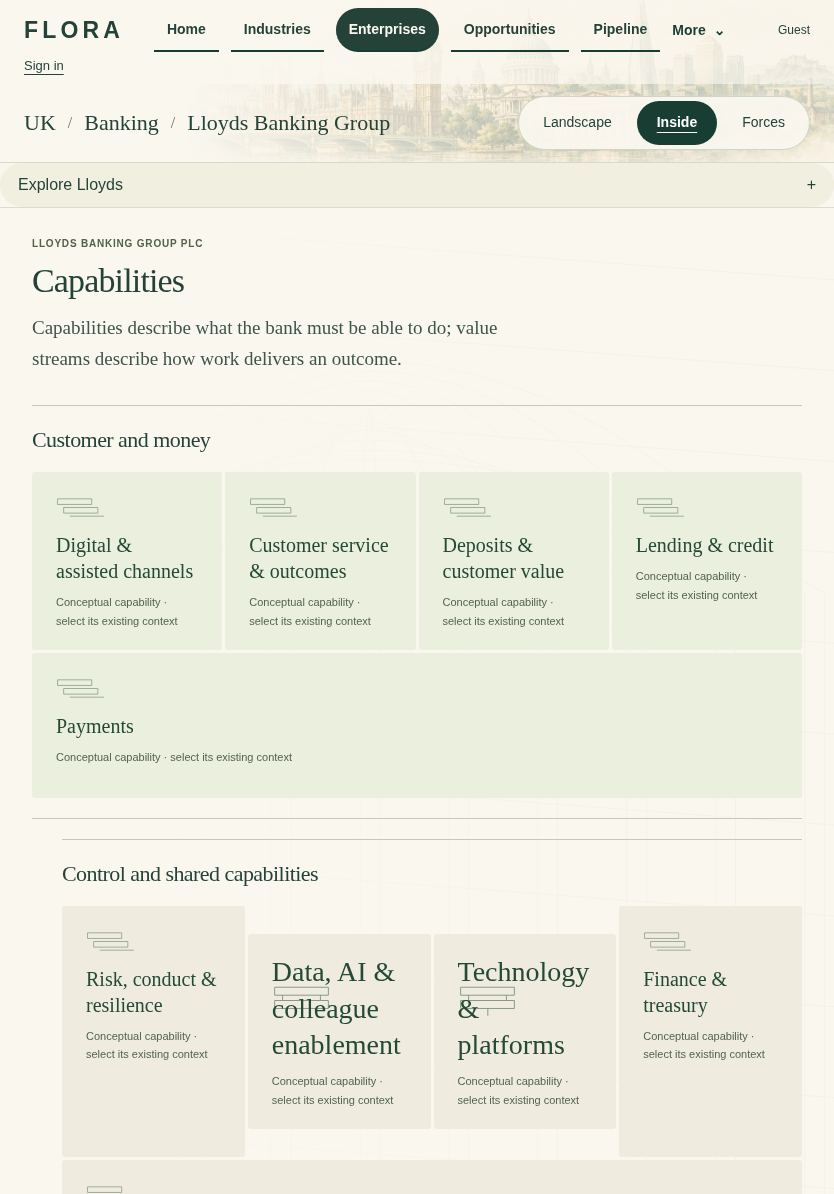 FLORA
Home
Industries
Enterprises
Opportunities
Pipeline
More
Guest
Sign in
UK / Banking / Lloyds Banking Group
Landscape
Inside
Forces
Explore Lloyds
+
LLOYDS BANKING GROUP PLC
Capabilities
Capabilities describe what the bank must be able to do; value
streams describe how work delivers an outcome.
Customer and money
Digital &
assisted channels
Conceptual capability ·
select its existing context
Customer service
& outcomes
Conceptual capability ·
select its existing context
Deposits &
customer value
Conceptual capability ·
select its existing context
Lending & credit
Conceptual capability ·
select its existing context
Payments
Conceptual capability · select its existing context
Control and shared capabilities
Risk, conduct &
resilience
Conceptual capability ·
select its existing context
Data, AI &
colleague
enablement
Conceptual capability ·
select its existing context
Technology
&
platforms
Conceptual capability ·
select its existing context
Finance &
treasury
Conceptual capability ·
select its existing context